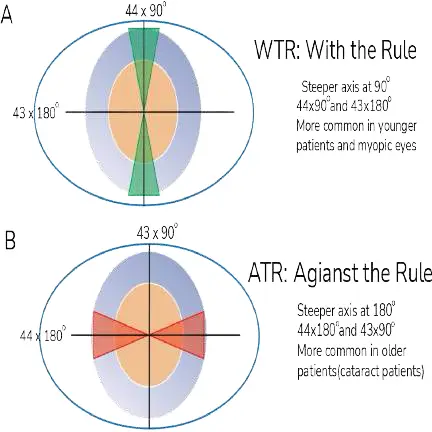 A
44 x 90°
WTR: With the Rule
43 x 180°
Steeper axis at 90°
44x90°and 43x180°
More common in younger
patients and myopic eyes
B
43 x 90°
ATR: Agianst the Rule
44 x 180°
Steeper axis at 180°
44x180°and 43x90°
More common in older
patients(cataract patients)